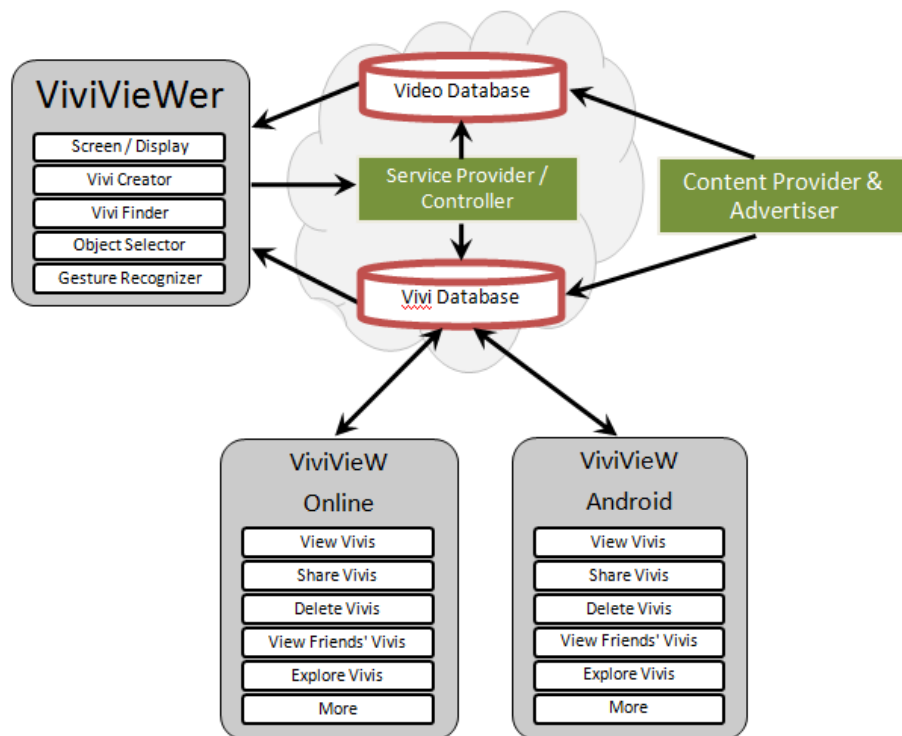 ViviVieWer
Screen / Display
Vivi Creator
Vivi Finder
Object Selector
Gesture Recognizer
Video Database
Service Provider /
Controller
Vivi Database
Content Provider &
Advertiser
ViviVieW
Online
View Vivis
Share Vivis
Delete Vivis
View Friends' Vivis
Explore Vivis
More
ViviVieW
Android
View Vivis
Share Vivis
Delete Vivis
View Friends' Vivis
Explore Vivis
More